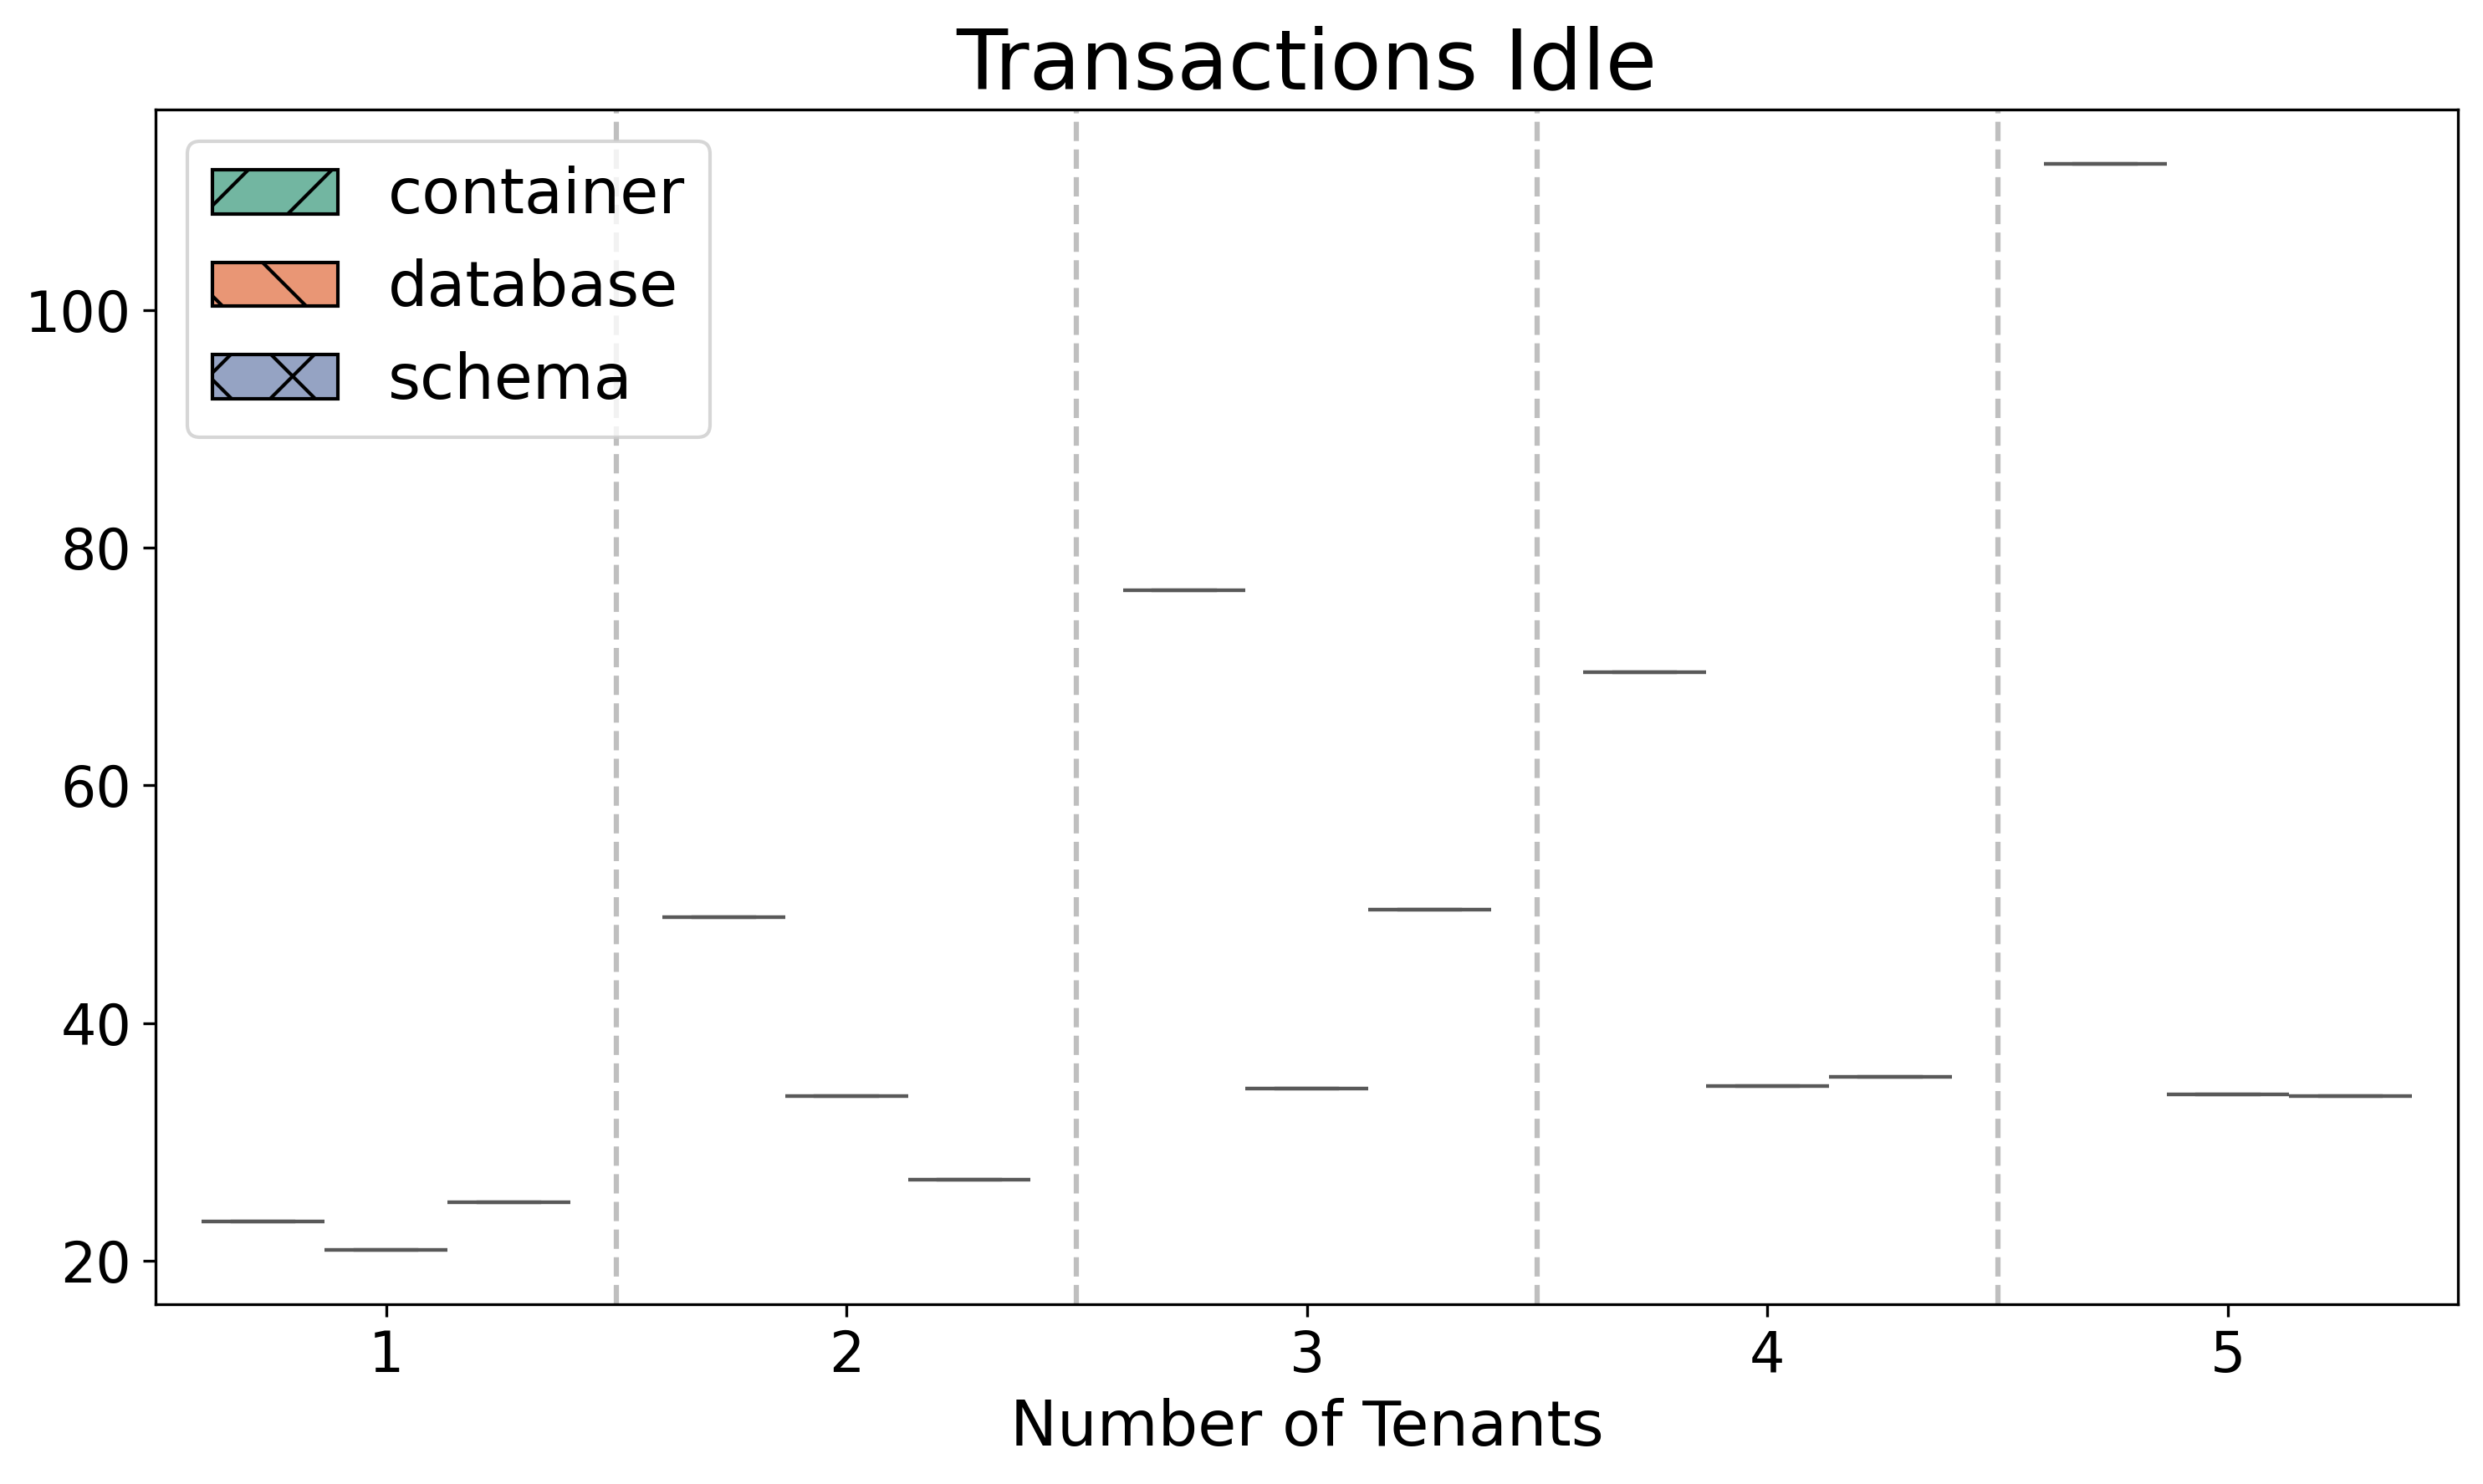 Transactions Idle
container
database
schema
100
80
60
40
20
1 2 3 4 5
Number of Tenants